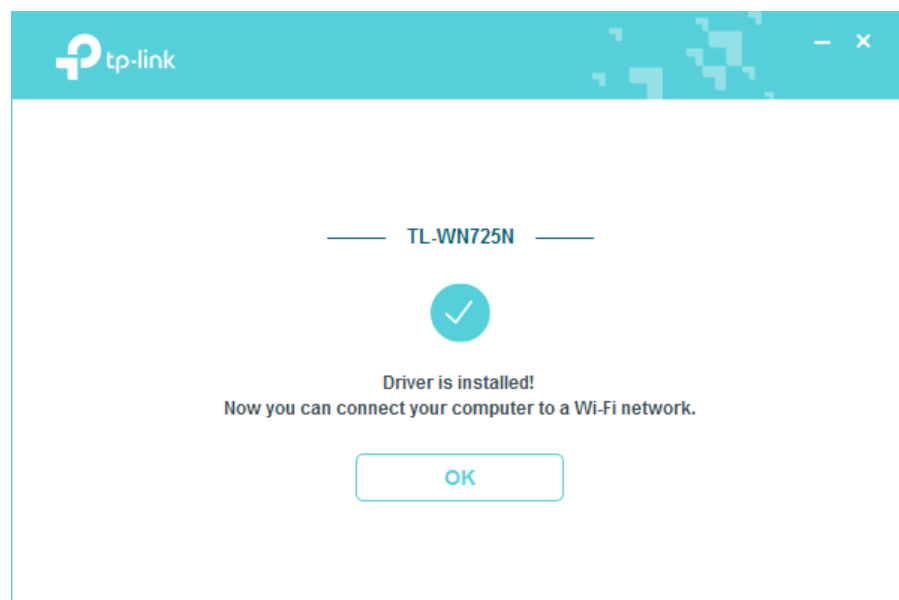 tp-link
TL-WN725N
Driver is installed!
Now you can connect your computer to a Wi-Fi network.
OK